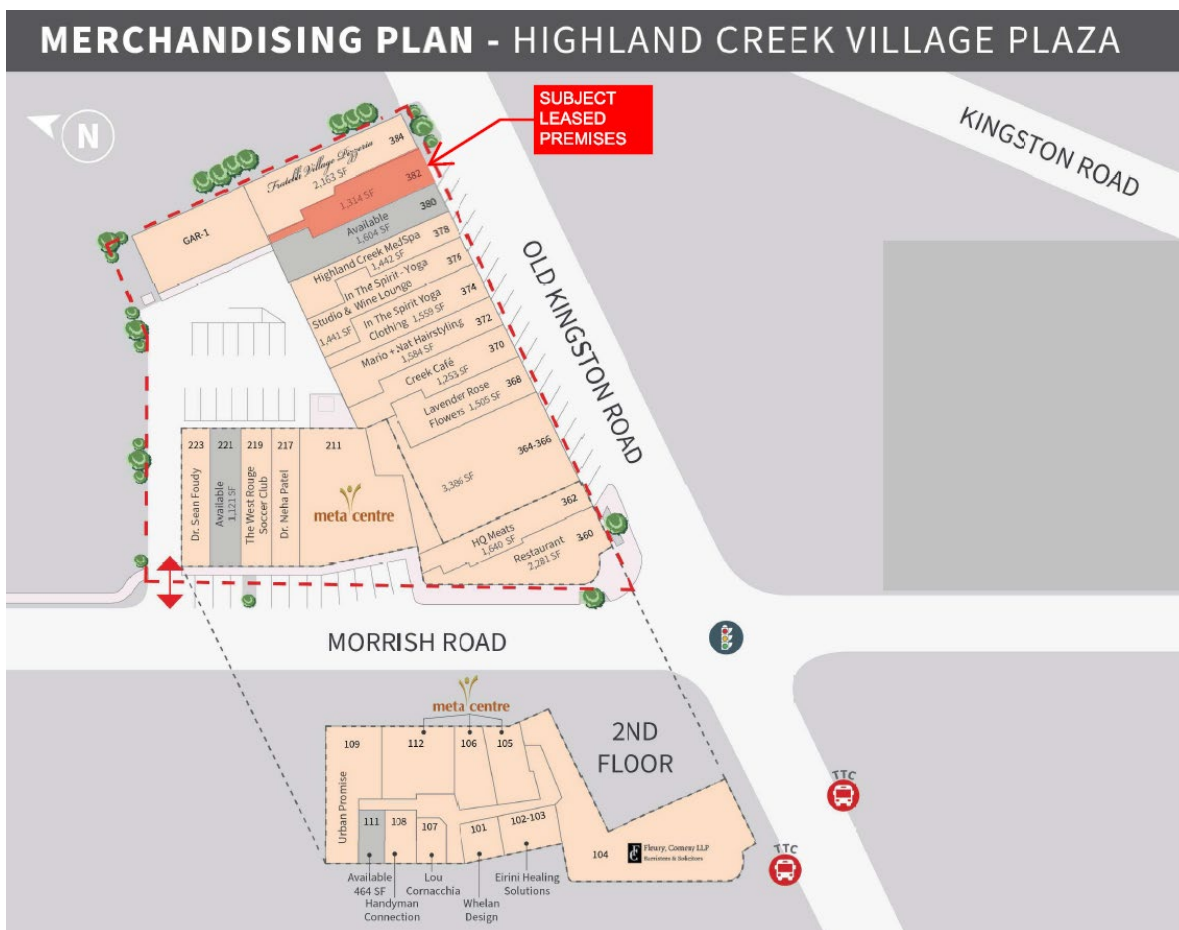 MERCHANDISING PLAN - HIGHLAND CREEK VILLAGE PLAZA
N
SUBJECT
LEASED
PREMISES
KINGSTON ROAD
OLD KINGSTON ROAD
384
Fratelli Village Pizzeria
2,163 SF
382
1,314 SF
GAR-1
380
Available
1,604 SF
378
Highland Creek MedSpa
1,442 SF
376
In The Spirit - Yoga
Studio & Wine Lounge
1,441 SF
374
In The Spirit Yoga
Clothing 1,559 SF
372
Mario + Nat Hairstyling
1,584 SF
370
Creek Café
1,253 SF
368
Lavender Rose
Flowers 1,505 SF
364-366
3,386 SF
362
HQ Meats
1,640 SF
360
Restaurant
2,281 SF
223
Dr. Sean Foudy
221
Available
1,121 SF
219
The West Rouge
Soccer Club
217
Dr. Neha Patel
211
meta centre
MORRISH ROAD
meta centre
2ND
FLOOR
109
Urban Promise
112
106
105
111
108
107
101
102-103
104
Fleury, Comery LLP
Barristers & Solicitors
Available
464 SF
Handyman
Connection
Lou
Cornacchia
Whelan
Design
Eirini Healing
Solutions
TTC
TTC